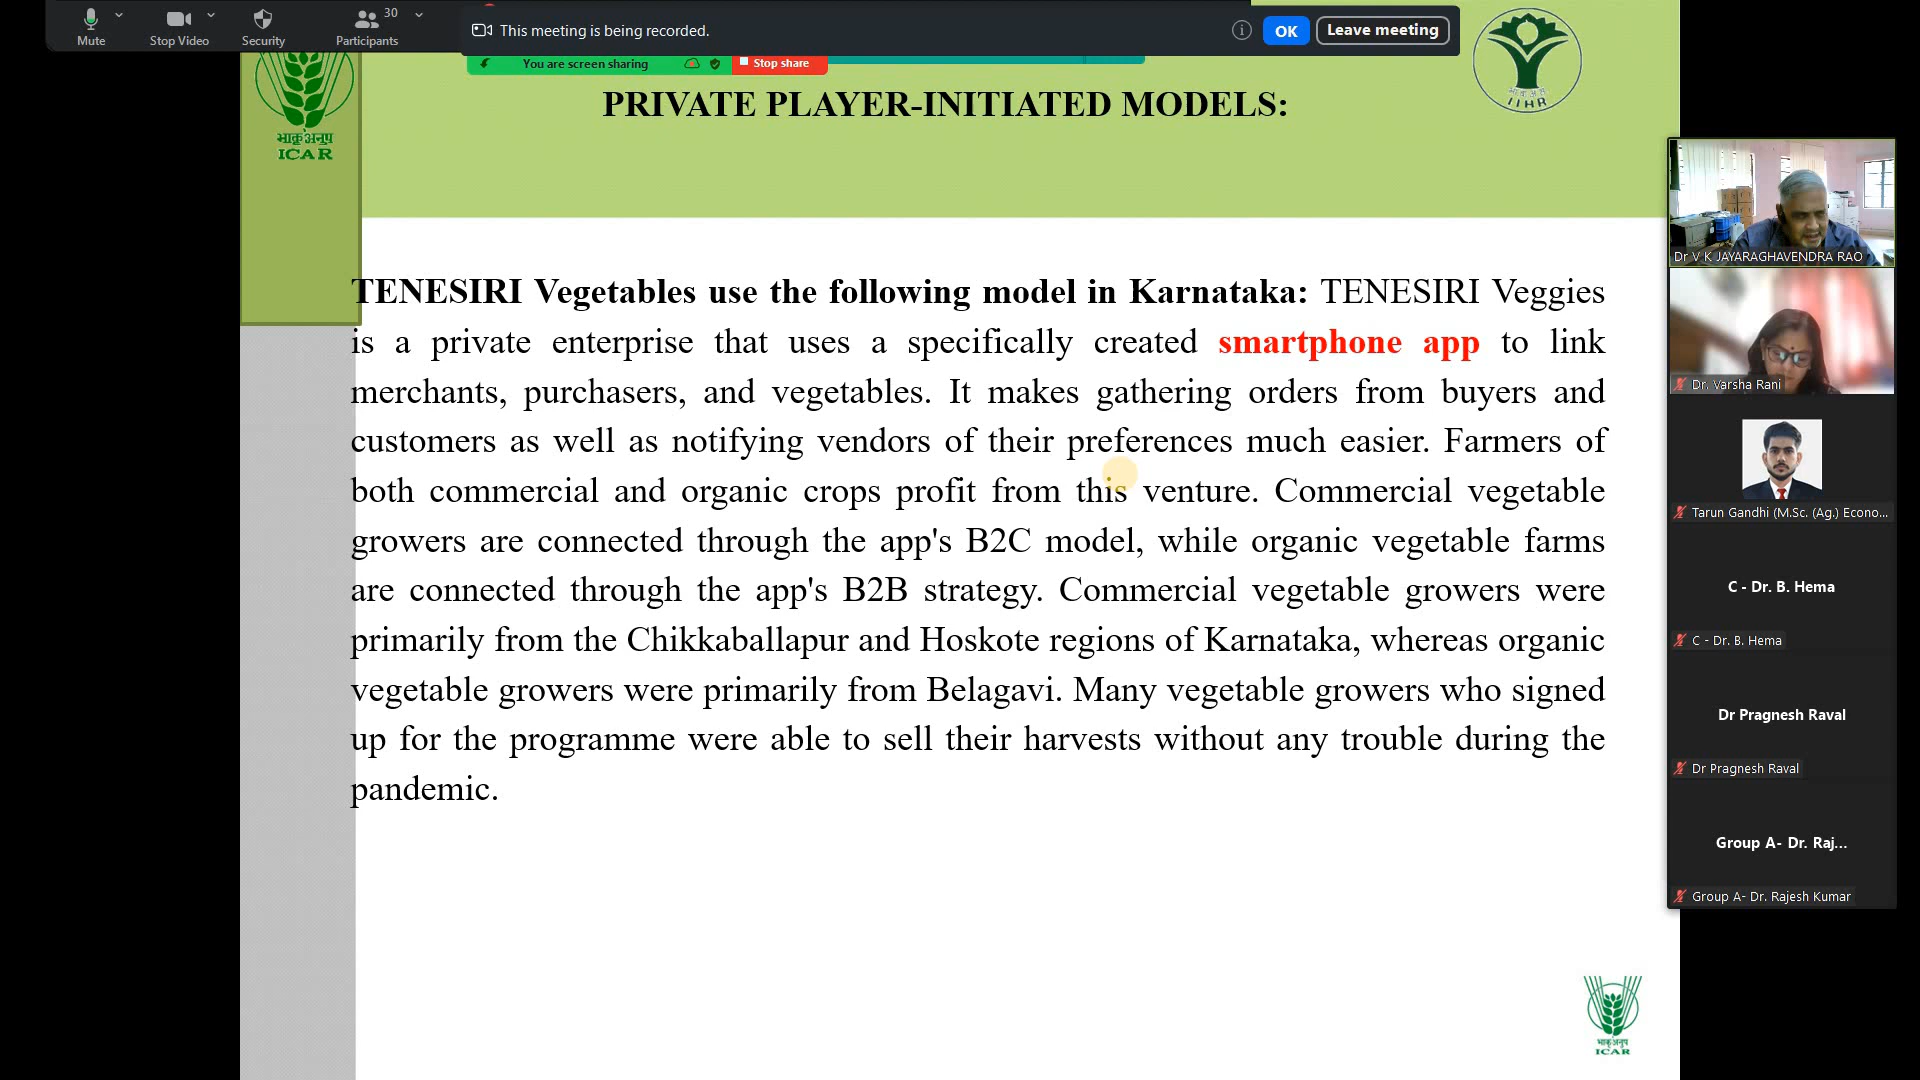 Mute
Stop Video
Security
Participants
30
This meeting is being recorded.
OK
Leave meeting
You are screen sharing
Stop share
भाकृअनुप
ICAR
IIHR
PRIVATE PLAYER-INITIATED MODELS:
TENESIRI Vegetables use the following model in Karnataka: TENESIRI Veggies
is a private enterprise that uses a specifically created smartphone app to link
merchants, purchasers, and vegetables. It makes gathering orders from buyers and
customers as well as notifying vendors of their preferences much easier. Farmers of
both commercial and organic crops profit from this venture. Commercial vegetable
growers are connected through the app's B2C model, while organic vegetable farms
are connected through the app's B2B strategy. Commercial vegetable growers were
primarily from the Chikkaballapur and Hoskote regions of Karnataka, whereas organic
vegetable growers were primarily from Belagavi. Many vegetable growers who signed
up for the programme were able to sell their harvests without any trouble during the
pandemic.
Dr V K JAYARAGHAVENDRA RAO
Dr. Varsha Rani
Tarun Gandhi (M.Sc. (Ag.) Econo...
C - Dr. B. Hema
C - Dr. B. Hema
Dr Pragnesh Raval
Dr Pragnesh Raval
Group A- Dr. Raj...
Group A- Dr. Rajesh Kumar
भाकृअनुप
ICAR